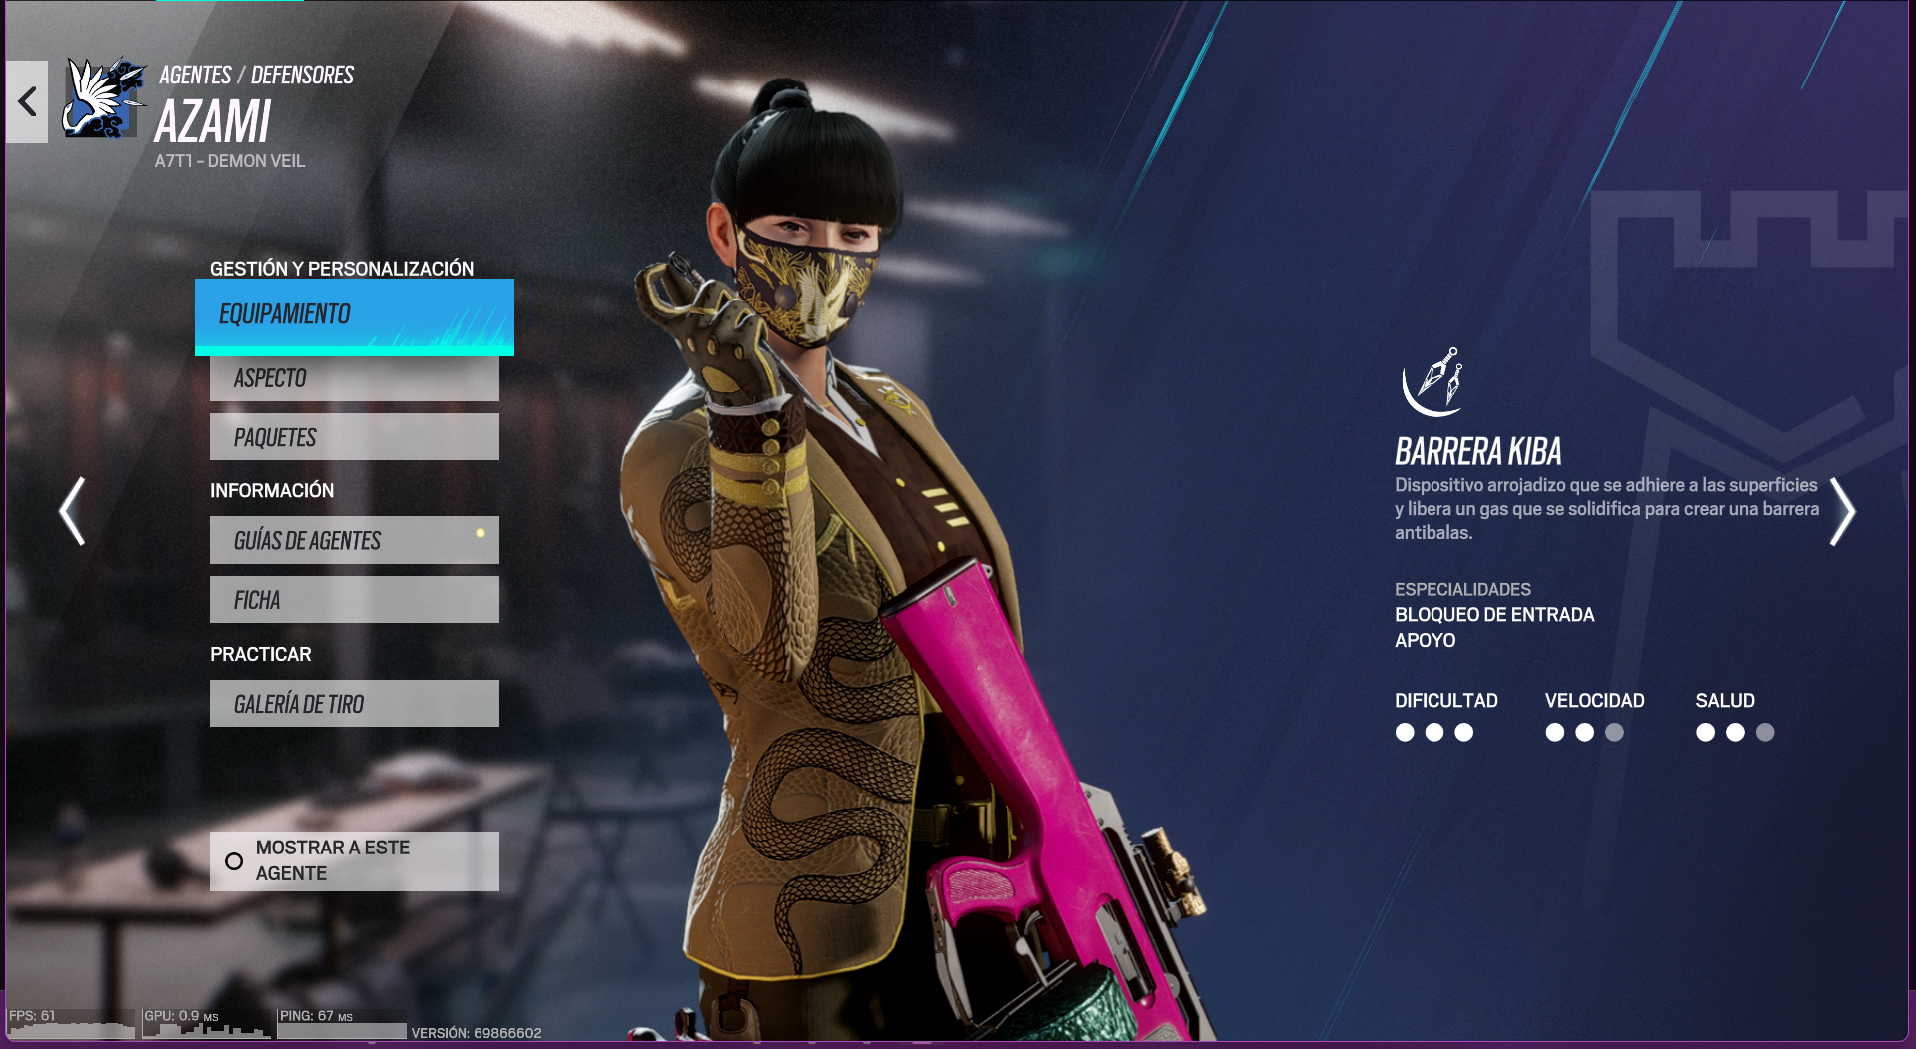 AGENTES / DEFENSORES
AZAMI
A7T1 - DEMON VEIL
GESTIÓN Y PERSONALIZACIÓN
EQUIPAMIENTO
ASPECTO
PAQUETES
INFORMACIÓN
GUÍAS DE AGENTES
FICHA
PRACTICAR
GALERÍA DE TIRO
MOSTRAR A ESTE
AGENTE
BARRERA KIBA
Dispositivo arrojadizo que se adhiere a las superficies
y libera un gas que se solidifica para crear una barrera
antibalas.
ESPECIALIDADES
BLOQUEO DE ENTRADA
APOYO
DIFICULTAD VELOCIDAD SALUD
FPS: 61 GPU: 0.9 MS PING: 67 MS VERSIÓN: 69866602